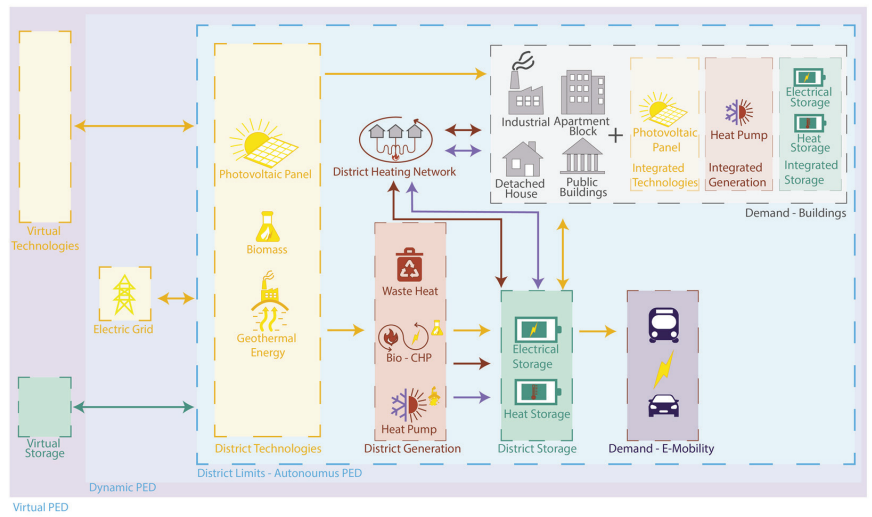 Industrial
Apartment
Block
Detached
House
Public
Buildings
+
Photovoltaic
Panel
Integrated
Technologies
Heat Pump
Integrated
Generation
Electrical
Storage
Heat
Storage
Integrated
Storage
Demand - Buildings
Photovoltaic Panel
Biomass
Geothermal
Energy
District Technologies
District Heating Network
Waste Heat
Bio - CHP
Heat Pump
District Generation
Electrical
Storage
Heat Storage
District Storage
Demand - E-Mobility
Virtual
Technologies
Electric Grid
Virtual
Storage
District Limits - Autonoumus PED
Dynamic PED
Virtual PED